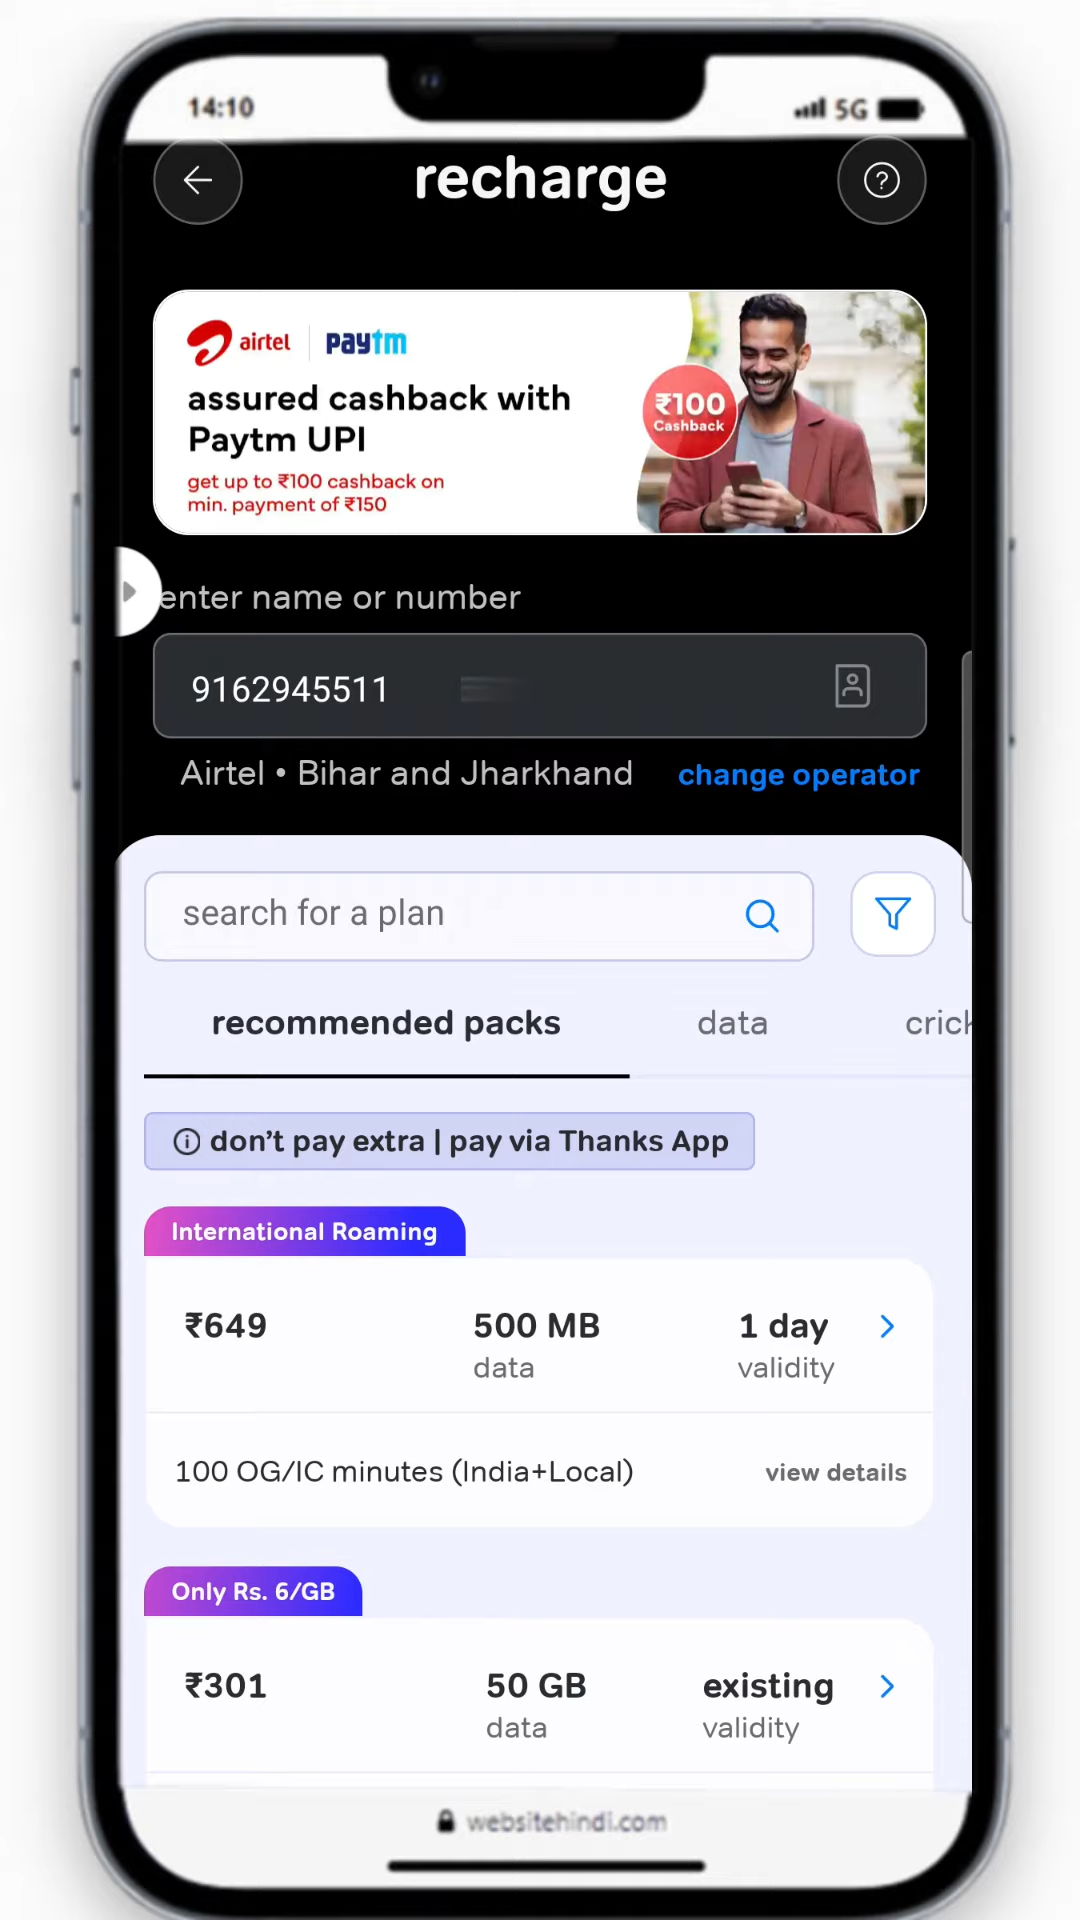 14:10
5G
recharge
airtel
paytm
assured cashback with
Paytm UPI
get up to ₹100 cashback on
min. payment of ₹150
₹100
Cashback
enter name or number
9162945511
Airtel • Bihar and Jharkhand
change operator
search for a plan
recommended packs
data
crick
don't pay extra | pay via Thanks App
International Roaming
₹649
500 MB
1 day
data
validity
100 OG/IC minutes (India+Local)
view details
Only Rs. 6/GB
₹301
50 GB
existing
data
validity
websitehindi.com